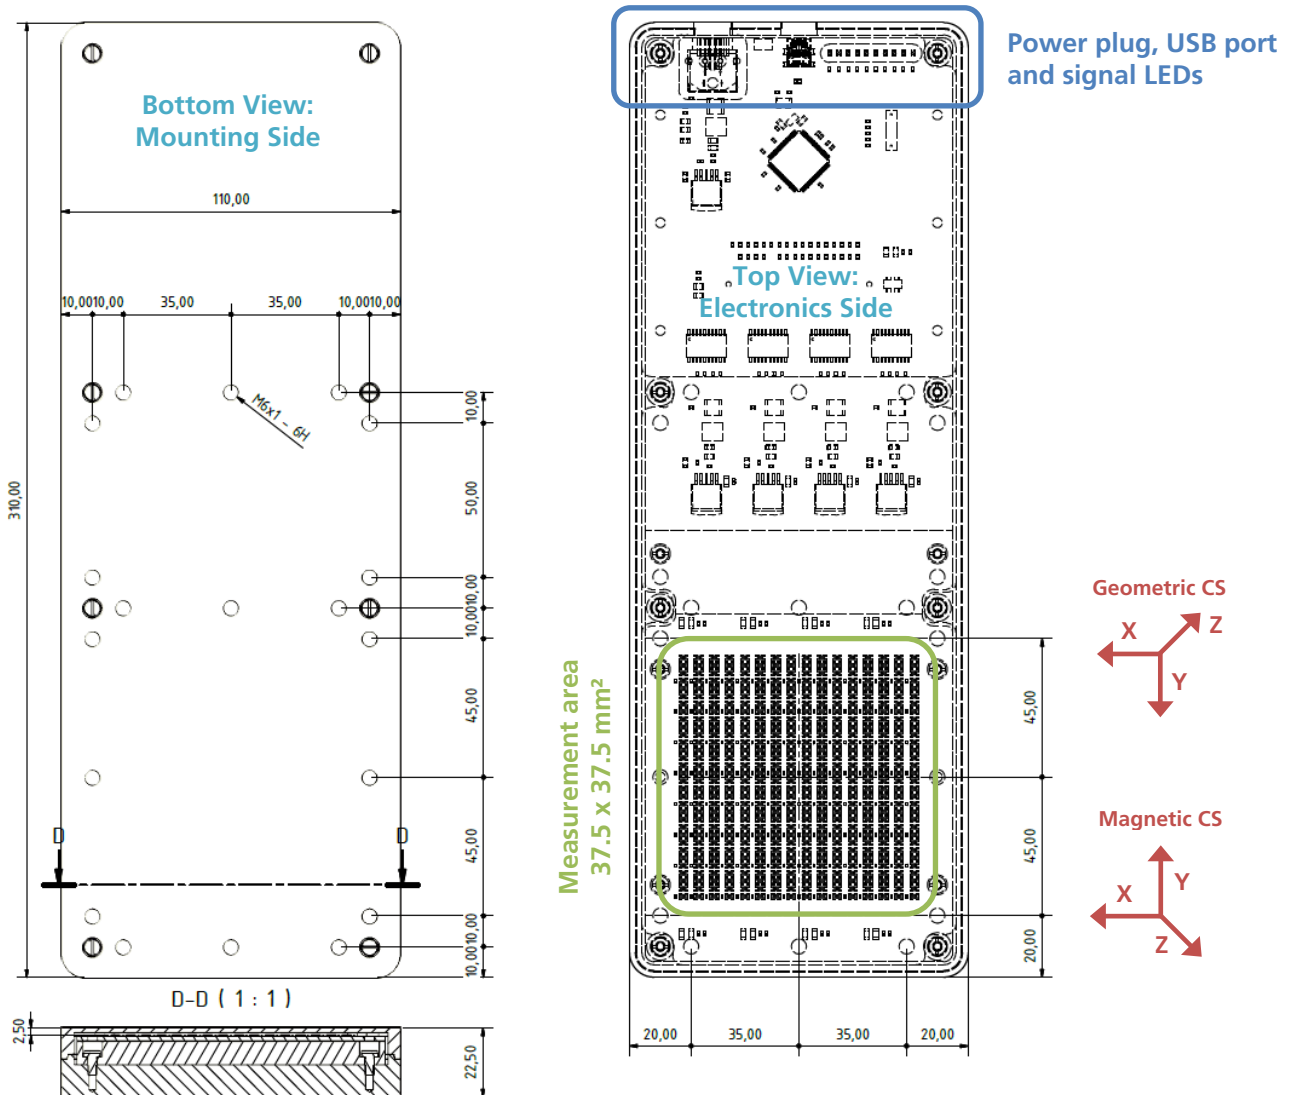 Bottom View:
Mounting Side
110,00
10,00
10,00
35,00
35,00
10,00
10,00
M6x1 - 6H
310,00
10,00
50,00
10,00
10,00
45,00
45,00
10,00
10,00
D
D
D-D ( 1 : 1 )
2,50
22,50
Power plug, USB port
and signal LEDs
Top View:
Electronics Side
Measurement area
37.5 x 37.5 mm²
45,00
45,00
20,00
20,00
35,00
35,00
20,00
Geometric CS
X
Z
Y
Magnetic CS
X
Y
Z